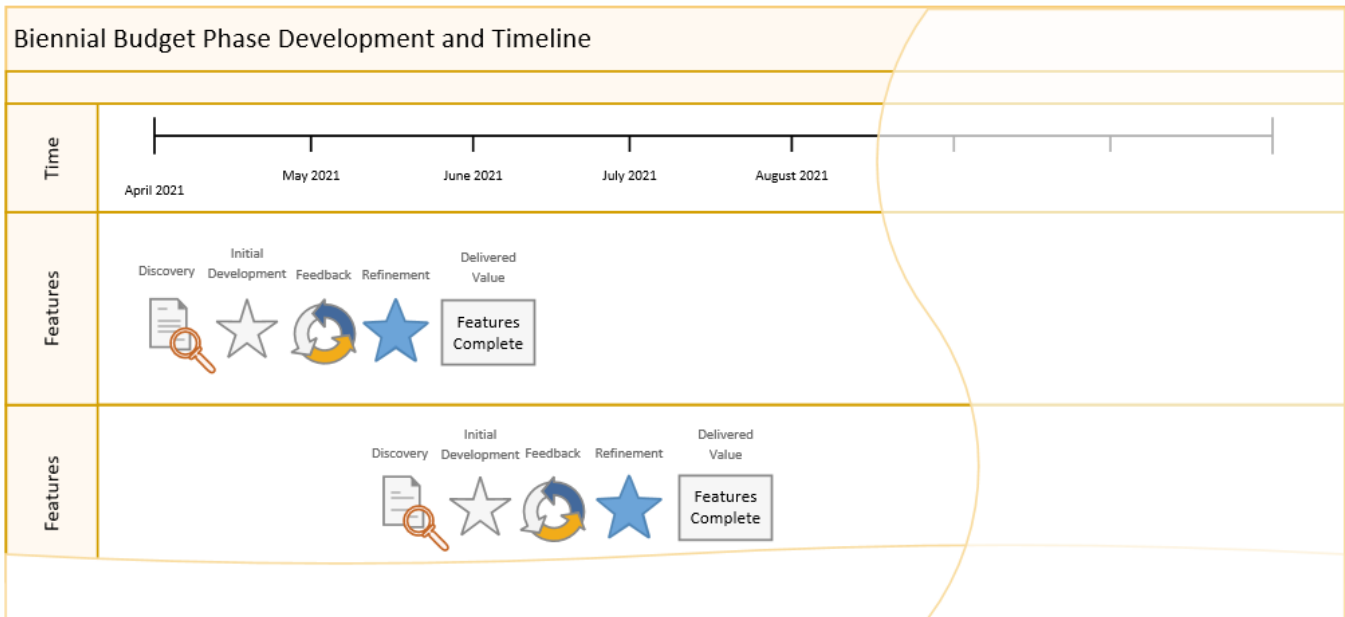 Biennial Budget Phase Development and Timeline
Time
April 2021
May 2021
June 2021
July 2021
August 2021
Features
Discovery
Initial
Development
Feedback
Refinement
Delivered
Value
Features
Complete
Features
Discovery
Initial
Development
Feedback
Refinement
Delivered
Value
Features
Complete